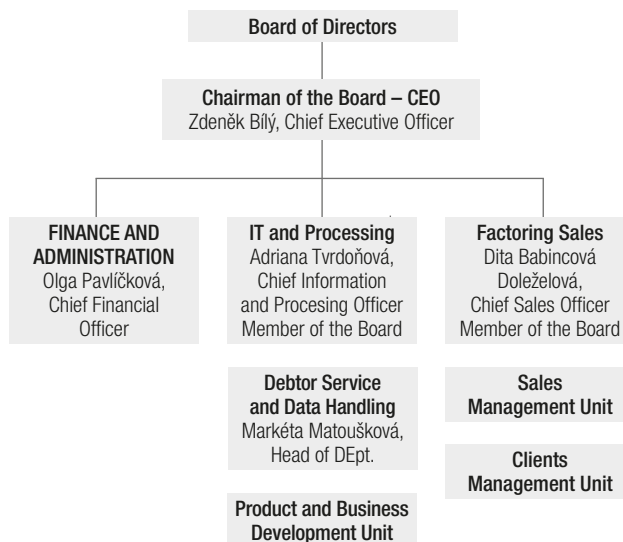 Board of Directors
Chairman of the Board – CEO
Zdeněk Bílý, Chief Executive Officer
FINANCE AND
ADMINISTRATION
Olga Pavlíčková,
Chief Financial
Officer
IT and Processing
Adriana Tvrdoňová,
Chief Information
and Procesing Officer
Member of the Board
Factoring Sales
Dita Babincová
Doleželová,
Chief Sales Officer
Member of the Board
Debtor Service
and Data Handling
Markéta Matoušková,
Head of DEpt.
Sales
Management Unit
Clients
Management Unit
Product and Business
Development Unit